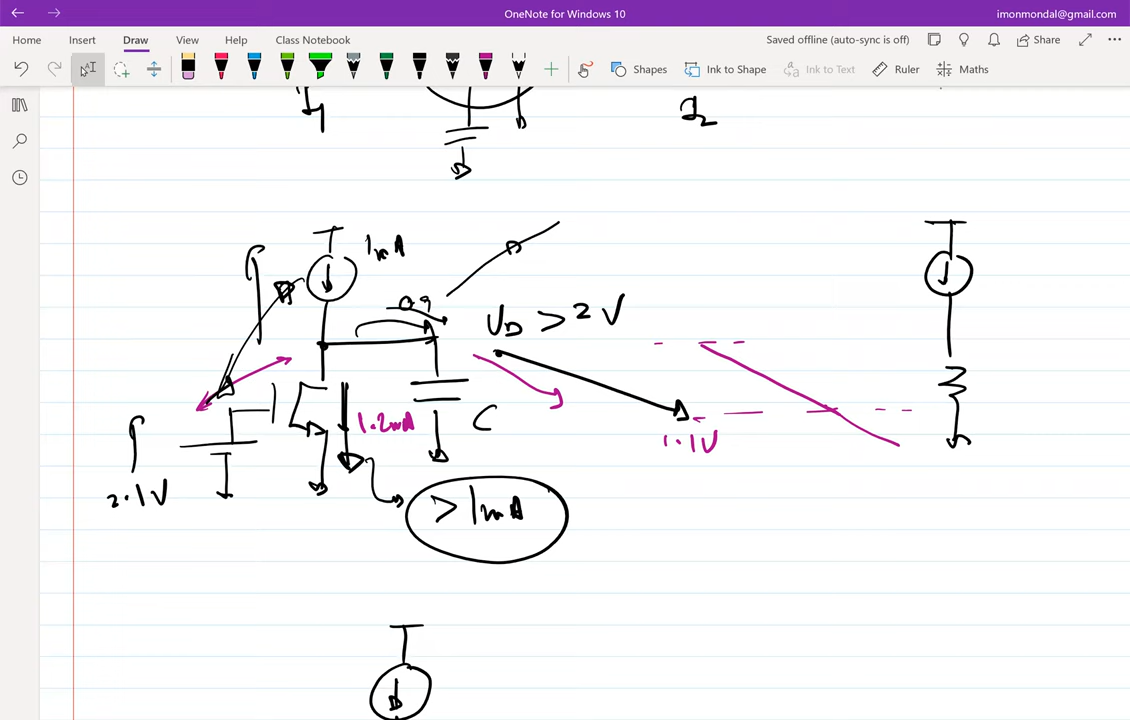 OneNote for Windows 10
imonmondal@gmail.com
Home Insert Draw View Help Class Notebook
Saved offline (auto-sync is off) Share
Shapes Ink to Shape Ink to Text Ruler Maths
I1
I2
1mA
VD > 2 V
1.2mA
C
1.1V
2.1V
> 1mA